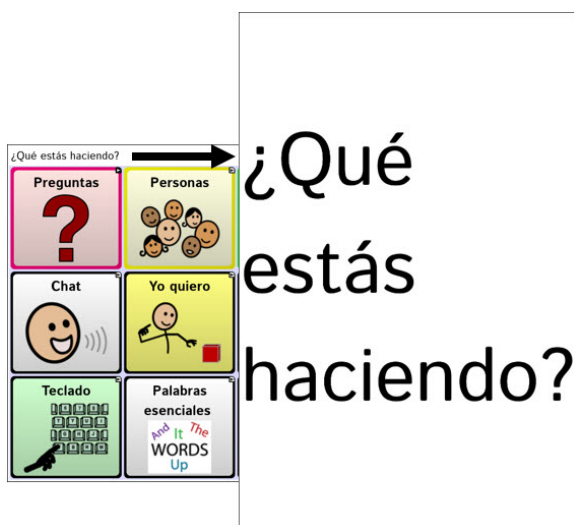 ¿Qué estás haciendo?
Preguntas
Personas
Chat
Yo quiero
Teclado
Palabras
esenciales
And It The
WORDS
Up
¿Qué
estás
haciendo?